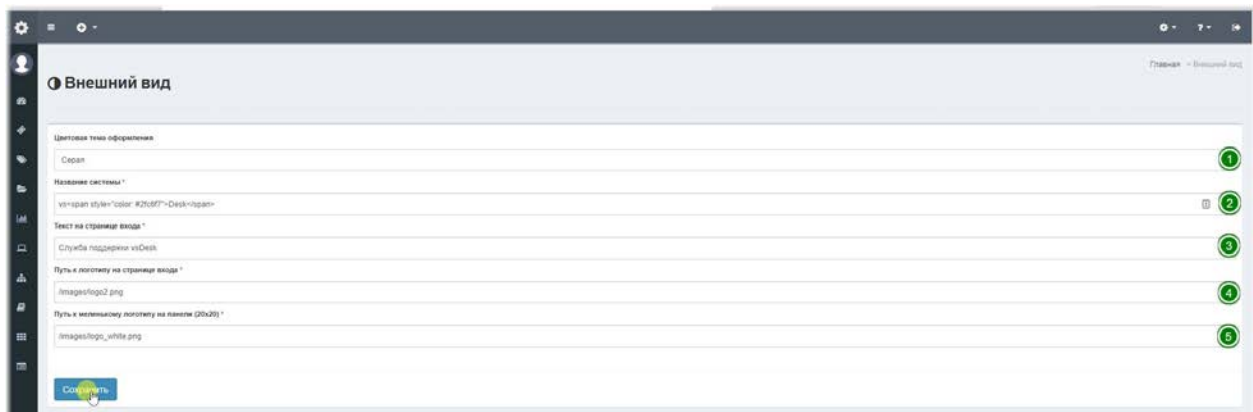 Главная > Внешний вид
Внешний вид
Цветовая тема оформления
Серая
1
Название системы *
vs<span style="color: #2fc6f7">Desk</span>
2
Текст на странице входа *
Служба поддержки vsDesk
3
Путь к логотипу на странице входа *
/images/logo2.png
4
Путь к маленькому логотипу на панели (20x20) *
/images/logo_white.png
5
Сохранить